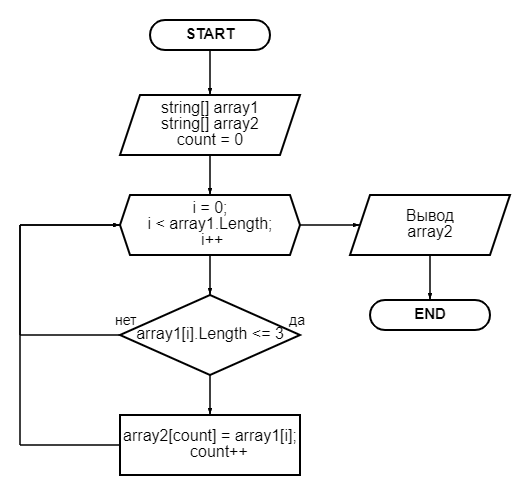 START
string[] array1
string[] array2
count = 0
i = 0;
i < array1.Length;
i++
Вывод
array2
END
нет
да
array1[i].Length <= 3
array2[count] = array1[i];
count++